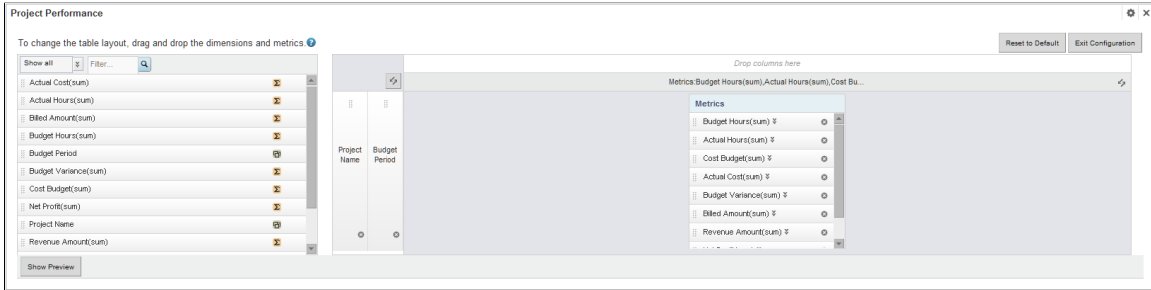 Project Performance
To change the table layout, drag and drop the dimensions and metrics.
Reset to Default
Exit Configuration
Show all
Filter...
Actual Cost(sum)
Actual Hours(sum)
Billed Amount(sum)
Budget Hours(sum)
Budget Period
Budget Variance(sum)
Cost Budget(sum)
Net Profit(sum)
Project Name
Revenue Amount(sum)
Drop columns here
Metrics:Budget Hours(sum),Actual Hours(sum),Cost Bu...
Project
Name
Budget
Period
Metrics
Budget Hours(sum)
Actual Hours(sum)
Cost Budget(sum)
Actual Cost(sum)
Budget Variance(sum)
Billed Amount(sum)
Revenue Amount(sum)
Show Preview